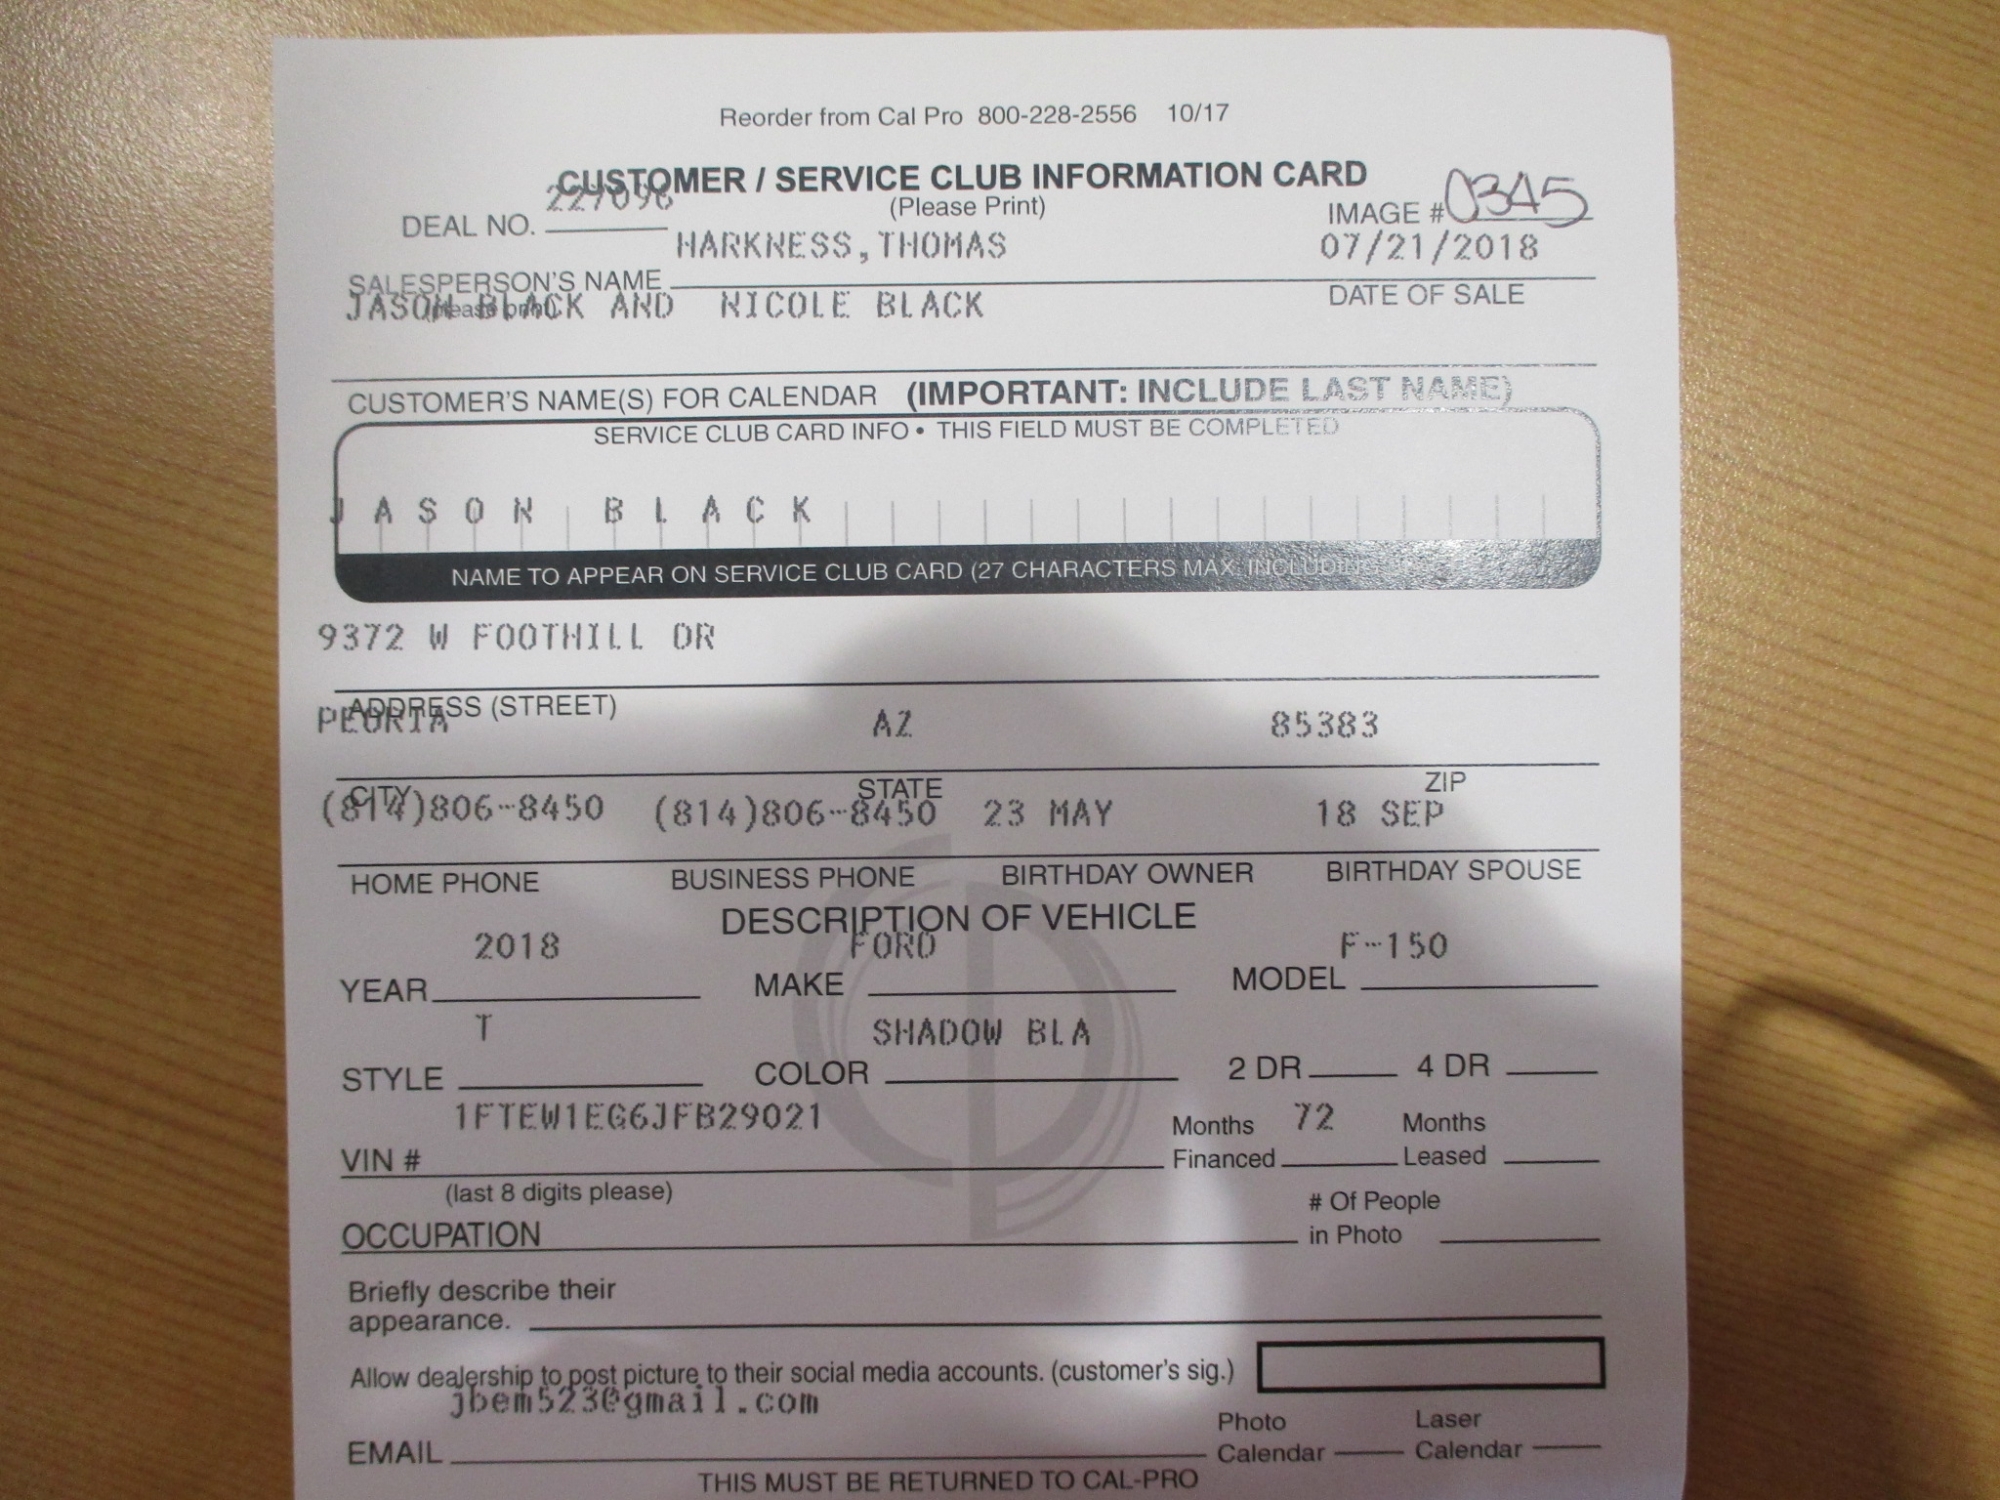 Reorder from Cal Pro 800-228-2556 10/17
CUSTOMER / SERVICE CLUB INFORMATION CARD
(Please Print)
DEAL NO. 227096
IMAGE # 0345
HARKNESS,THOMAS 07/21/2018
SALESPERSON'S NAME DATE OF SALE
(please print)
JASON BLACK AND NICOLE BLACK
CUSTOMER'S NAME(S) FOR CALENDAR (IMPORTANT: INCLUDE LAST NAME)
SERVICE CLUB CARD INFO • THIS FIELD MUST BE COMPLETED
JASON BLACK
NAME TO APPEAR ON SERVICE CLUB CARD (27 CHARACTERS MAX. INCLUDING
9372 W FOOTHILL DR
ADDRESS (STREET)
PEORIA AZ 85383
CITY STATE ZIP
(814)806-8450 (814)806-8450 23 MAY 18 SEP
HOME PHONE BUSINESS PHONE BIRTHDAY OWNER BIRTHDAY SPOUSE
DESCRIPTION OF VEHICLE
2018 FORD F-150
YEAR MAKE MODEL
T SHADOW BLA
STYLE COLOR 2 DR 4 DR
1FTEW1EG6JFB29021 Months 72 Months
VIN # Financed Leased
(last 8 digits please)
# Of People
OCCUPATION in Photo
Briefly describe their
appearance.
Allow dealership to post picture to their social media accounts. (customer's sig.)
jbem523@gmail.com
Photo Laser
EMAIL Calendar Calendar
THIS MUST BE RETURNED TO CAL-PRO